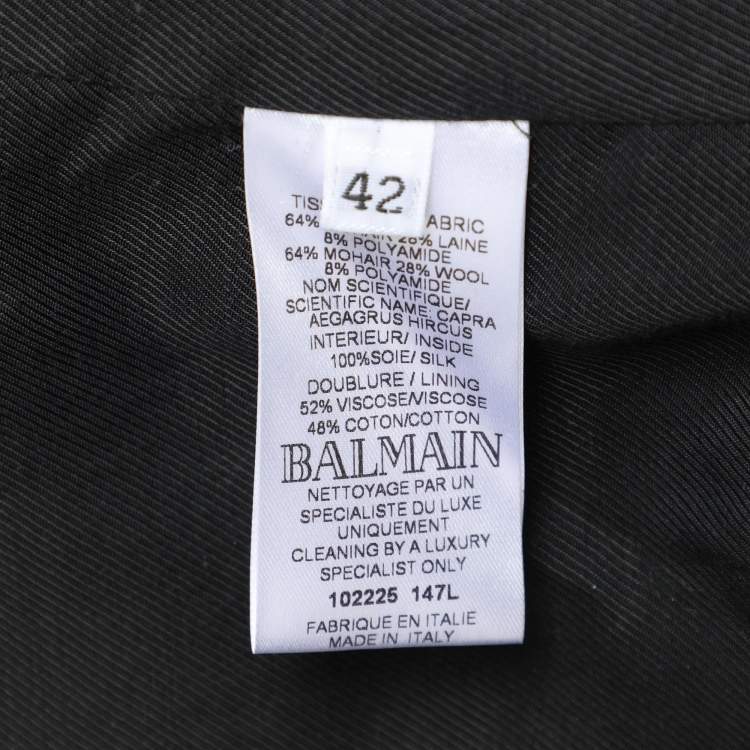 42
ABRIC
64% 28% LAINE
8% POLYAMIDE
64% MOHAIR 28% WOOL
8% POLYAMIDE
NOM SCIENTIFIQUE/
SCIENTIFIC NAME: CAPRA
AEGAGRUS HIRCUS
INTERIEUR/ INSIDE
100%SOIE/ SILK
DOUBLURE / LINING
52% VISCOSE/VISCOSE
48% COTON/COTTON
BALMAIN
NETTOYAGE PAR UN
SPECIALISTE DU LUXE
UNIQUEMENT
CLEANING BY A LUXURY
SPECIALIST ONLY
102225 147L
FABRIQUE EN ITALIE
MADE IN ITALY